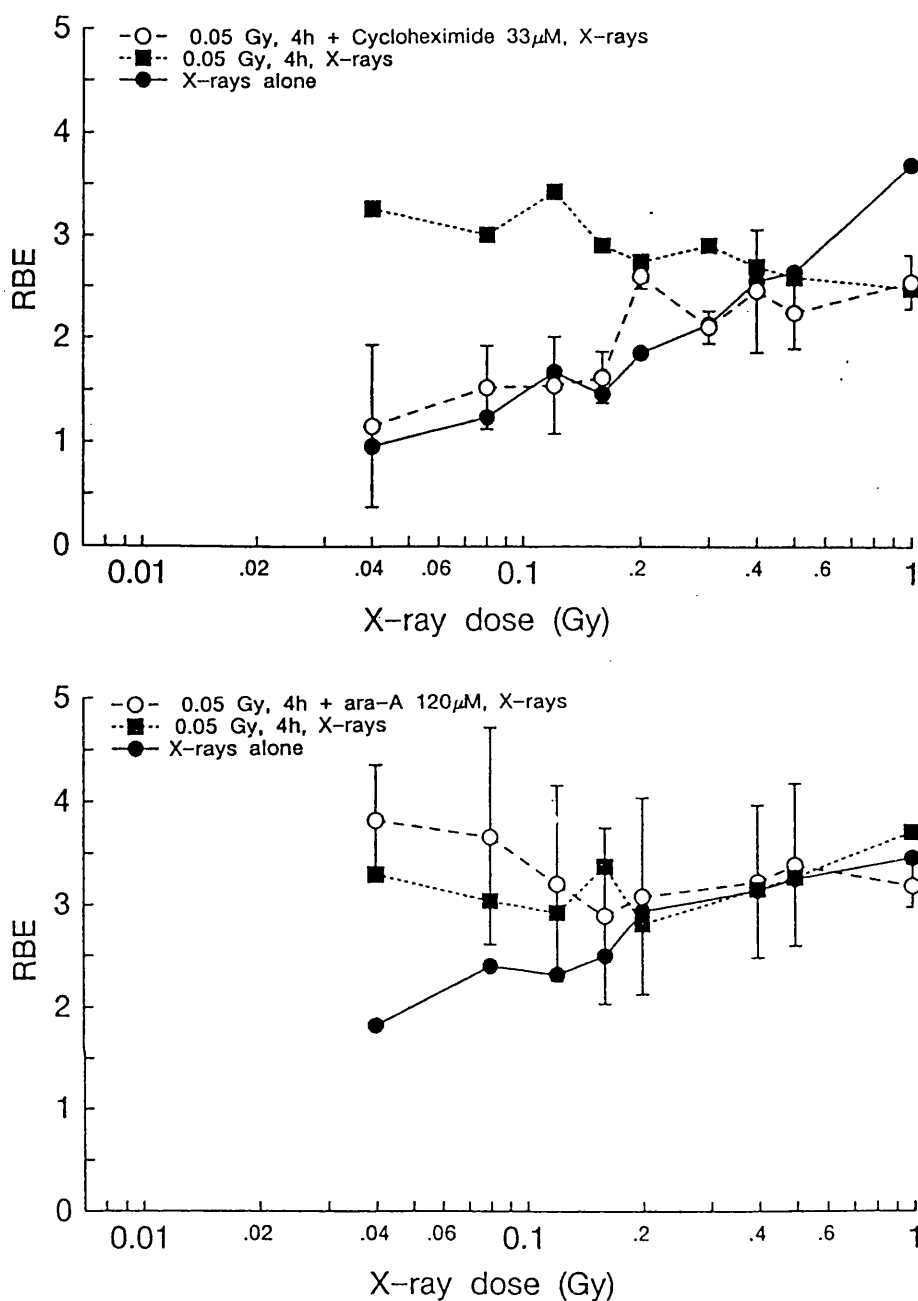 5
4
3
2
1
0
RBE
-○- 0.05 Gy, 4h + Cycloheximide 33μM, X-rays
··■·· 0.05 Gy, 4h, X-rays
—●— X-rays alone
0.01 .02 .04 .06 0.1 .2 .4 .6 1
X-ray dose (Gy)
5
4
3
2
1
0
RBE
-○- 0.05 Gy, 4h + ara-A 120μM, X-rays
··■·· 0.05 Gy, 4h, X-rays
—●— X-rays alone
0.01 .02 .04 .06 0.1 .2 .4 .6 1
X-ray dose (Gy)